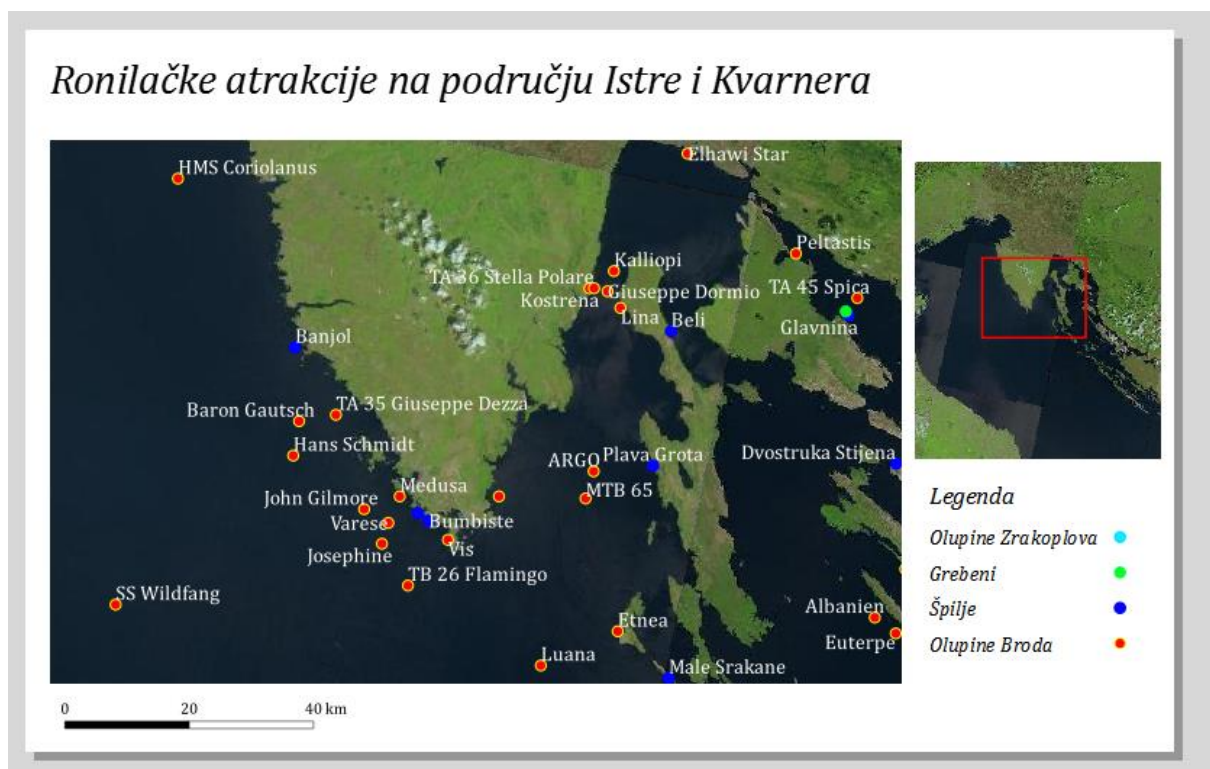 Ronilačke atrakcije na području Istre i Kvarnera
HMS Coriolanus
Elhawi Star
Peltastis
Kalliopi
TA 36 Stella Polare
TA 45 Spica
Kostrena
Giuseppe Dormio
Lina
Beli
Glavnina
Banjol
Baron Gautsch
TA 35 Giuseppe Dezza
Hans Schmidt
ARGO
Plava Grota
Dvostruka Stijena
Medusa
MTB 65
John Gilmore
Varese
Bumbiste
Josephine
Vis
TB 26 Flamingo
SS Wildfang
Albanien
Etnea
Euterpe
Luana
Male Srakane
0 20 40 km
Legenda
Olupine Zrakoplova
Grebeni
Špilje
Olupine Broda